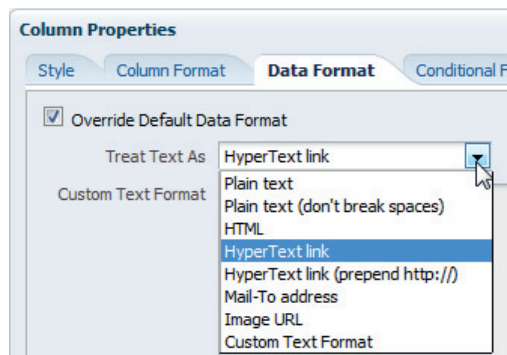 Column Properties
Style Column Format Data Format Conditional F
Override Default Data Format
Treat Text As HyperText link
Custom Text Format
Plain text
Plain text (don't break spaces)
HTML
HyperText link
HyperText link (prepend http://)
Mail-To address
Image URL
Custom Text Format